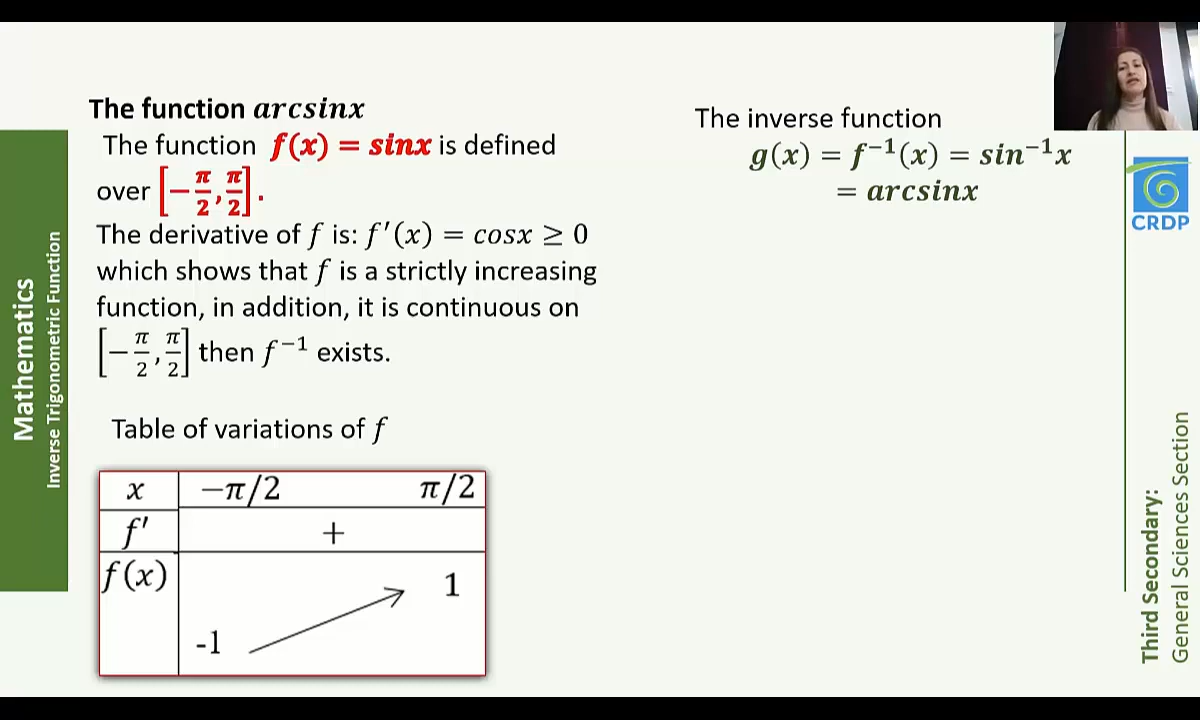 The function arcsinx
The function f(x) = sinx is defined
over [−π/2, π/2].
The derivative of f is: f′(x) = cosx ≥ 0
which shows that f is a strictly increasing
function, in addition, it is continuous on
[−π/2, π/2] then f⁻¹ exists.
Table of variations of f
x −π/2 π/2
f′ +
f(x) 1
-1
The inverse function
g(x) = f⁻¹(x) = sin⁻¹x
= arcsinx
Mathematics
Inverse Trigonometric Function
CRDP
Third Secondary:
General Sciences Section